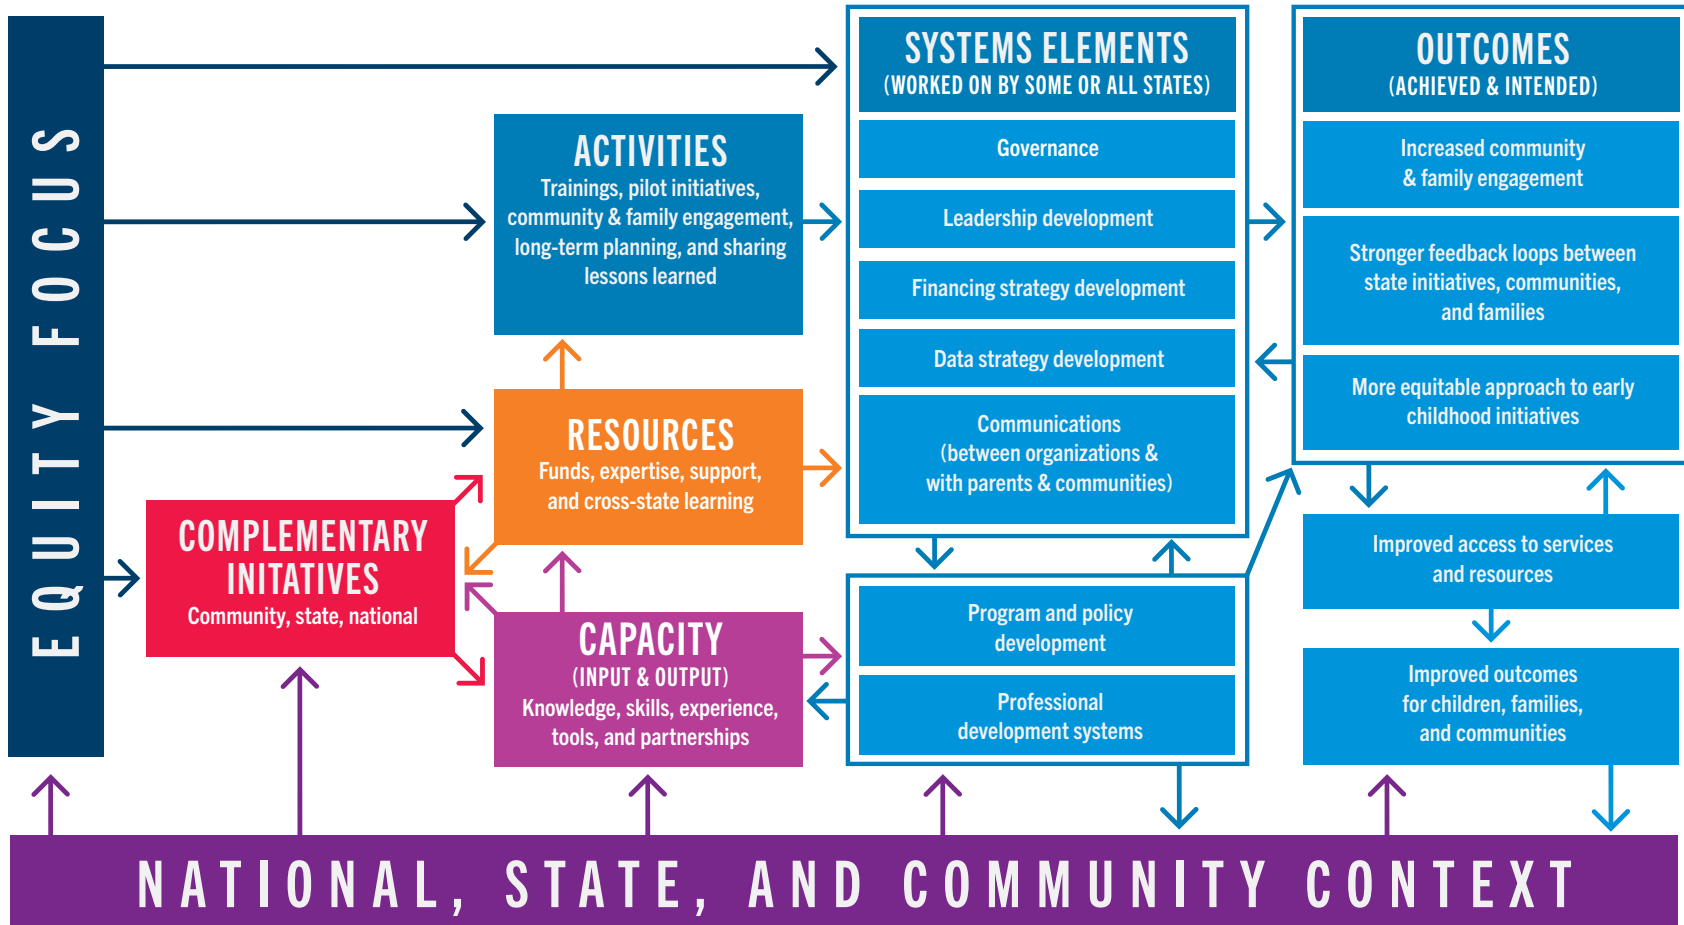 EQUITY FOCUS
COMPLEMENTARY
INITATIVES
Community, state, national
ACTIVITIES
Trainings, pilot initiatives,
community & family engagement,
long-term planning, and sharing
lessons learned
RESOURCES
Funds, expertise, support,
and cross-state learning
CAPACITY
(INPUT & OUTPUT)
Knowledge, skills, experience,
tools, and partnerships
SYSTEMS ELEMENTS
(WORKED ON BY SOME OR ALL STATES)
Governance
Leadership development
Financing strategy development
Data strategy development
Communications
(between organizations &
with parents & communities)
Program and policy
development
Professional
development systems
OUTCOMES
(ACHIEVED & INTENDED)
Increased community
& family engagement
Stronger feedback loops between
state initiatives, communities,
and families
More equitable approach to early
childhood initiatives
Improved access to services
and resources
Improved outcomes
for children, families,
and communities
NATIONAL, STATE, AND COMMUNITY CONTEXT